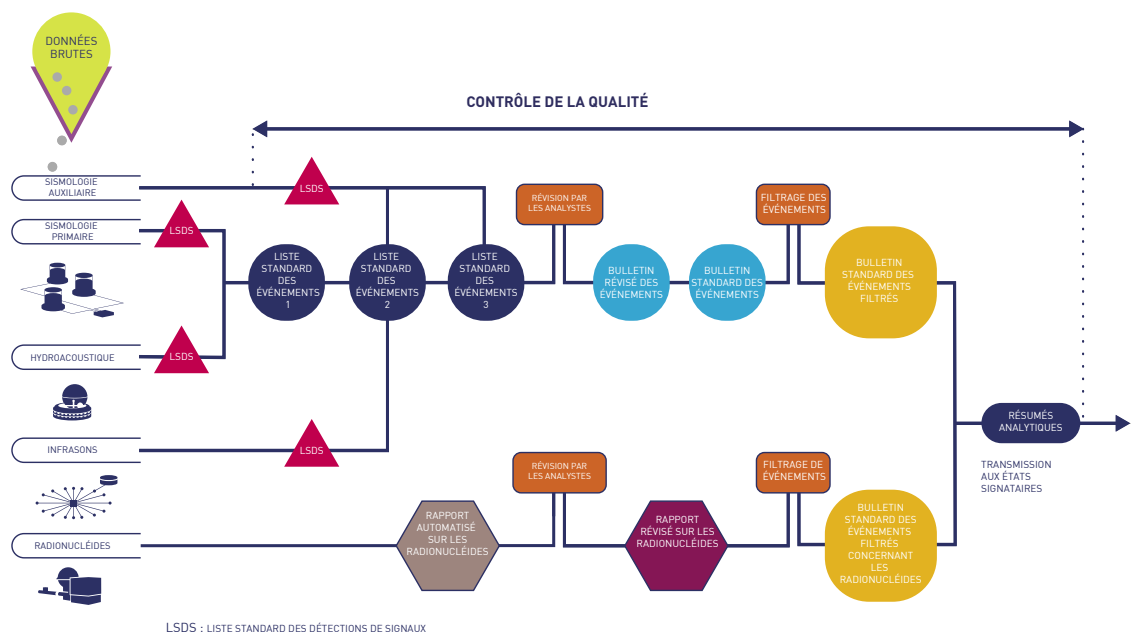 DONNÉES
BRUTES
CONTRÔLE DE LA QUALITÉ
SISMOLOGIE
AUXILIAIRE
LSDS
RÉVISION PAR
LES ANALYSTES
FILTRAGE DES
ÉVÉNEMENTS
SISMOLOGIE
PRIMAIRE
LSDS
LISTE
STANDARD
DES
ÉVÉNEMENTS
1
LISTE
STANDARD
DES
ÉVÉNEMENTS
2
LISTE
STANDARD
DES
ÉVÉNEMENTS
3
BULLETIN
RÉVISÉ DES
ÉVÉNEMENTS
BULLETIN
STANDARD DES
ÉVÉNEMENTS
BULLETIN
STANDARD DES
ÉVÉNEMENTS
FILTRÉS
HYDROACOUSTIQUE
LSDS
INFRASONS
LSDS
RÉSUMÉS
ANALYTIQUES
TRANSMISSION
AUX ÉTATS
SIGNATAIRES
RÉVISION PAR
LES ANALYSTES
FILTRAGE DE
ÉVÉNEMENTS
RADIONUCLÉIDES
RAPPORT
AUTOMATISÉ
SUR LES
RADIONUCLÉIDES
RAPPORT
RÉVISÉ SUR LES
RADIONUCLÉIDES
BULLETIN
STANDARD DES
ÉVÉNEMENTS
FILTRÉS
CONCERNANT
LES
RADIONUCLÉIDES
LSDS : LISTE STANDARD DES DÉTECTIONS DE SIGNAUX